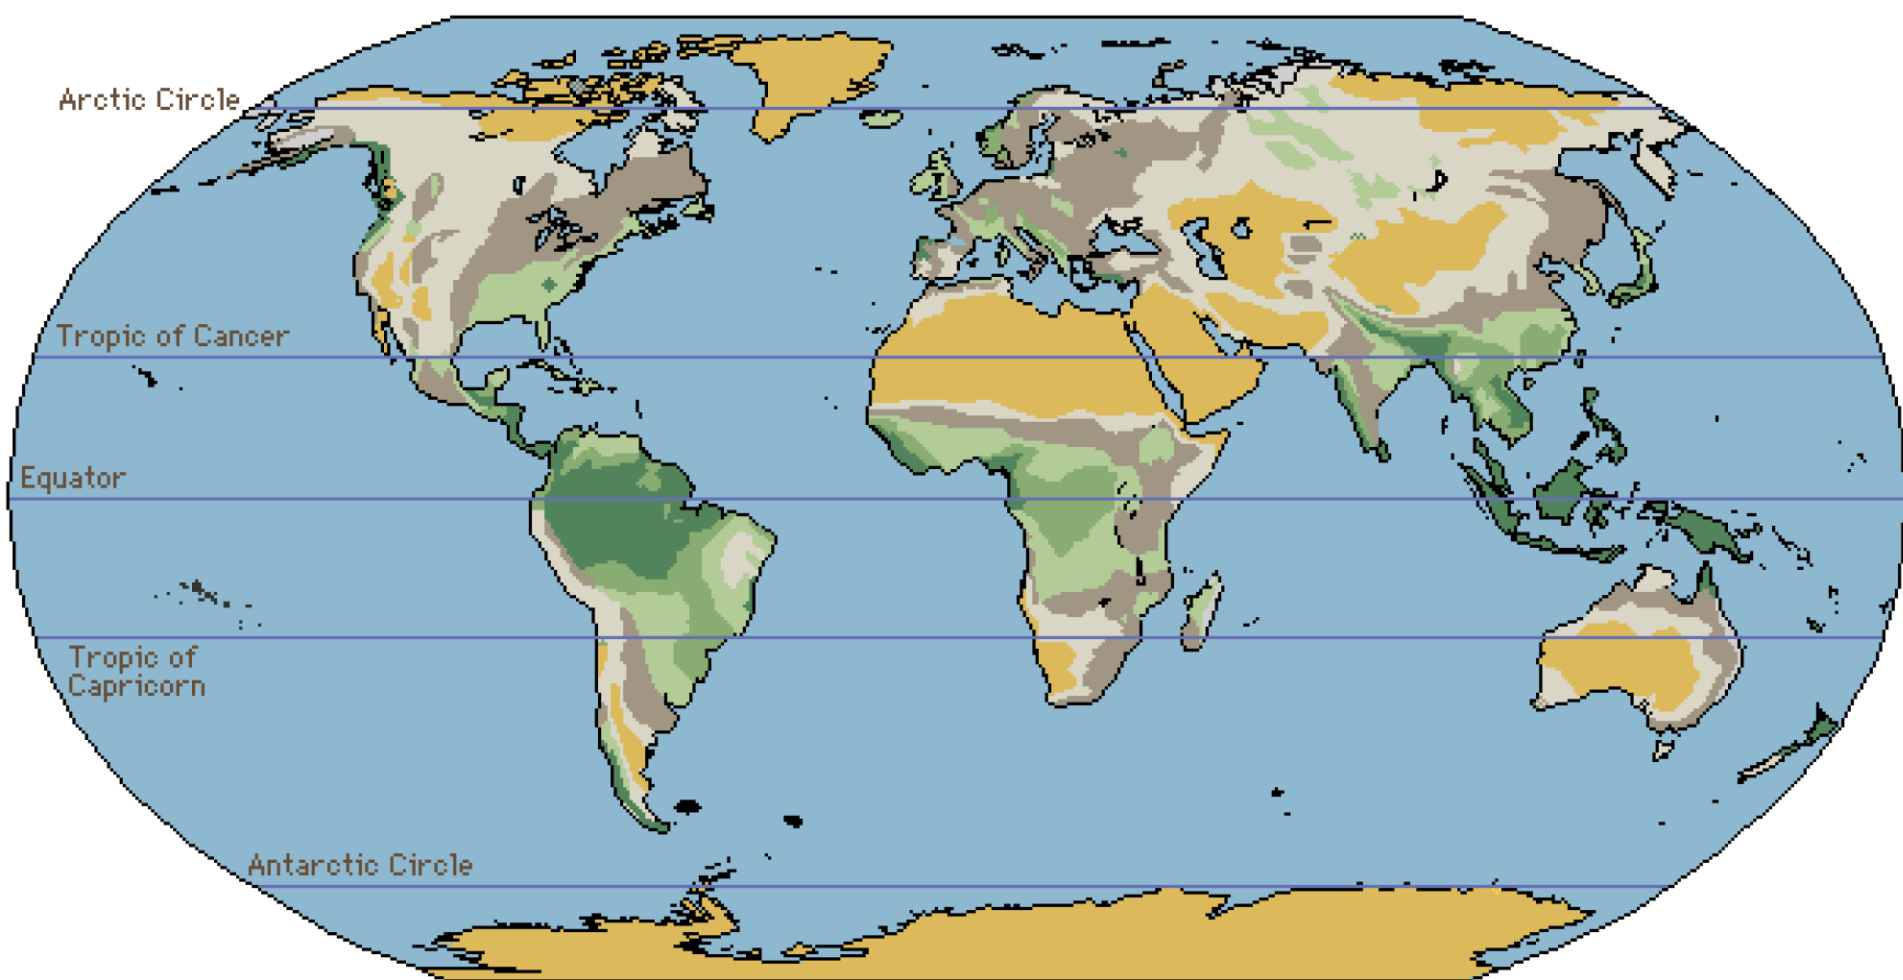 Arctic Circle
Tropic of Cancer
Equator
Tropic of
Capricorn
Antarctic Circle